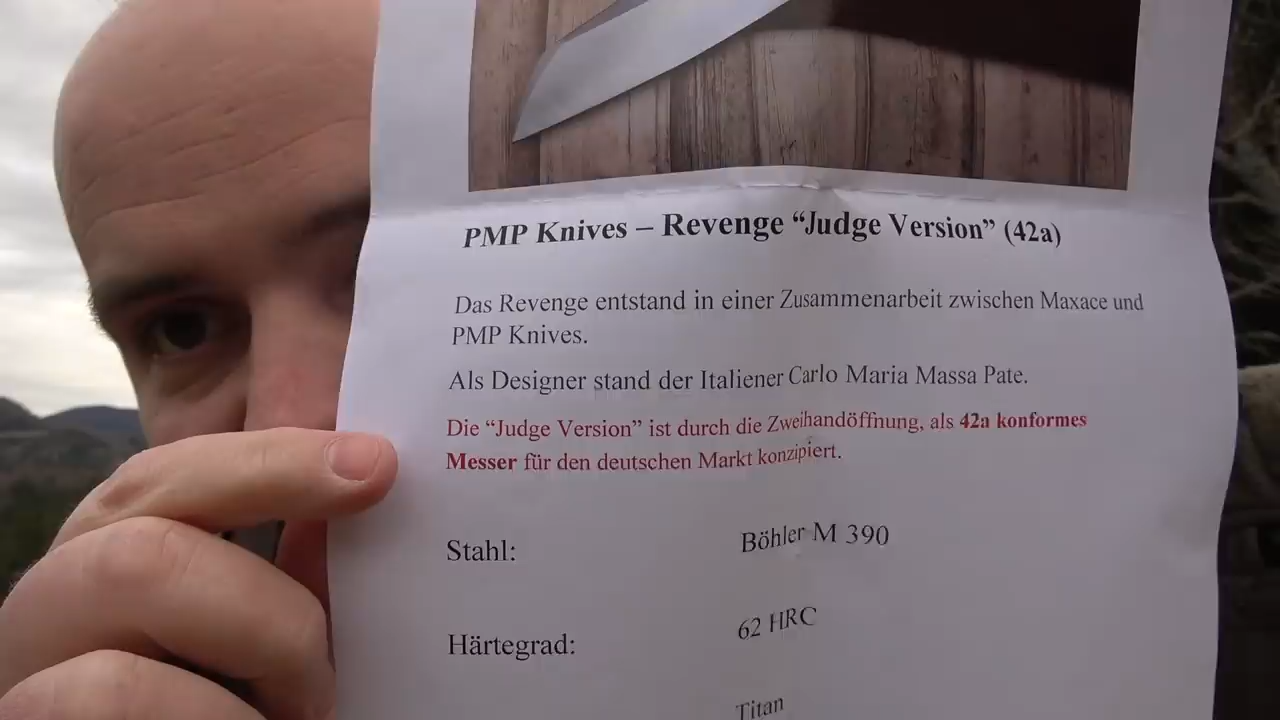 PMP Knives – Revenge “Judge Version” (42a)
Das Revenge entstand in einer Zusammenarbeit zwischen Maxace und
PMP Knives.
Als Designer stand der Italiener Carlo Maria Massa Pate.
Die “Judge Version” ist durch die Zweihandöffnung, als 42a konformes
Messer für den deutschen Markt konzipiert.
Stahl: Böhler M 390
Härtegrad: 62 HRC
Titan